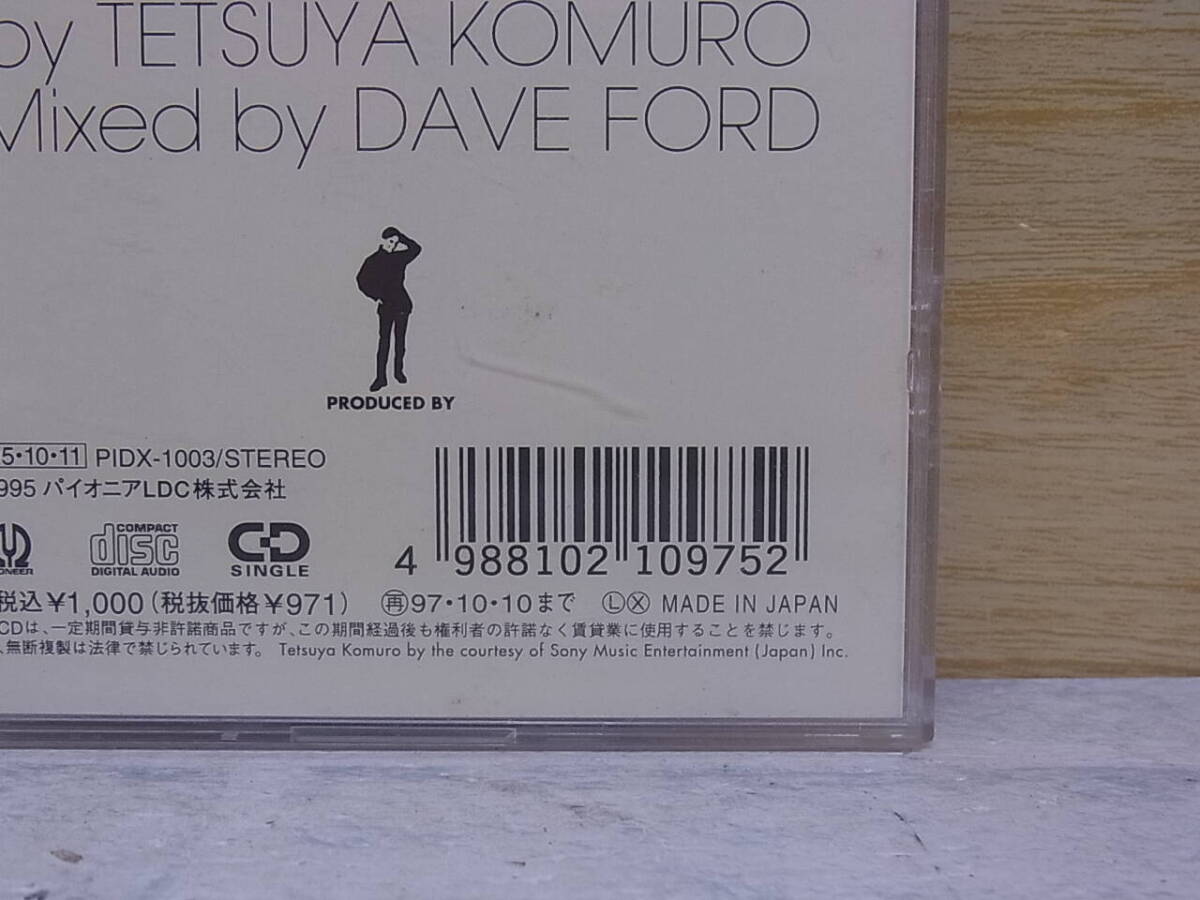 by TETSUYA KOMURO
Mixed by DAVE FORD
PRODUCED BY
5・10・11 PIDX-1003/STEREO
995 パイオニアLDC株式会社
COMPACT
disc
DIGITAL AUDIO
CD
SINGLE
4 988102 109752
税込¥1,000(税抜価格¥971) 再97・10・10まで ⓁⓍ MADE IN JAPAN
CDは、一定期間貸与非許諾商品ですが、この期間経過後も権利者の許諾なく賃貸業に使用することを禁じます。
、無断複製は法律で禁じられています。 Tetsuya Komuro by the courtesy of Sony Music Entertainment (Japan) Inc.